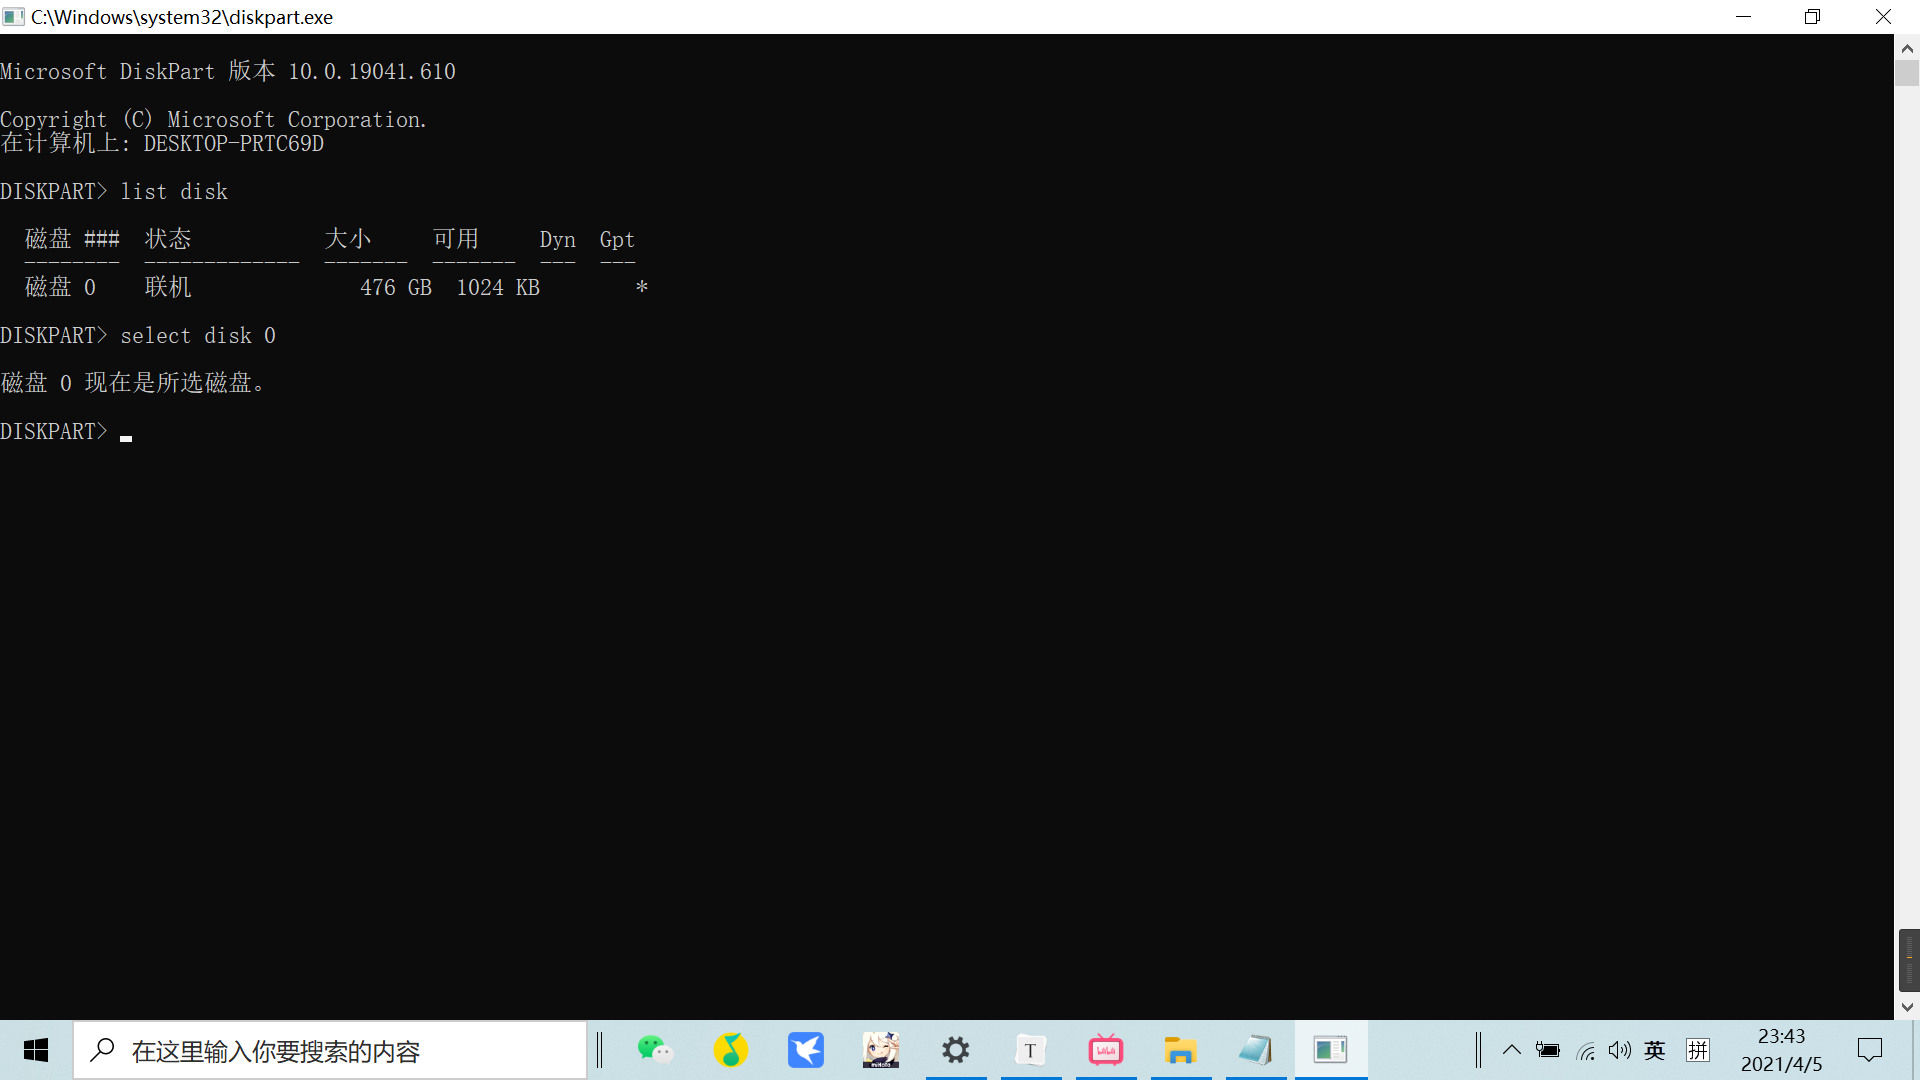 C:\Windows\system32\diskpart.exe
Microsoft DiskPart 版本 10.0.19041.610
Copyright (C) Microsoft Corporation.
在计算机上: DESKTOP-PRTC69D
DISKPART> list disk
磁盘 ###  状态           大小     可用     Dyn  Gpt
--------  -------------  -------  -------  ---  ---
磁盘 0    联机              476 GB  1024 KB        *
DISKPART> select disk 0
磁盘 0 现在是所选磁盘。
DISKPART>
在这里输入你要搜索的内容
miHoYo
T
英
拼
23:43
2021/4/5